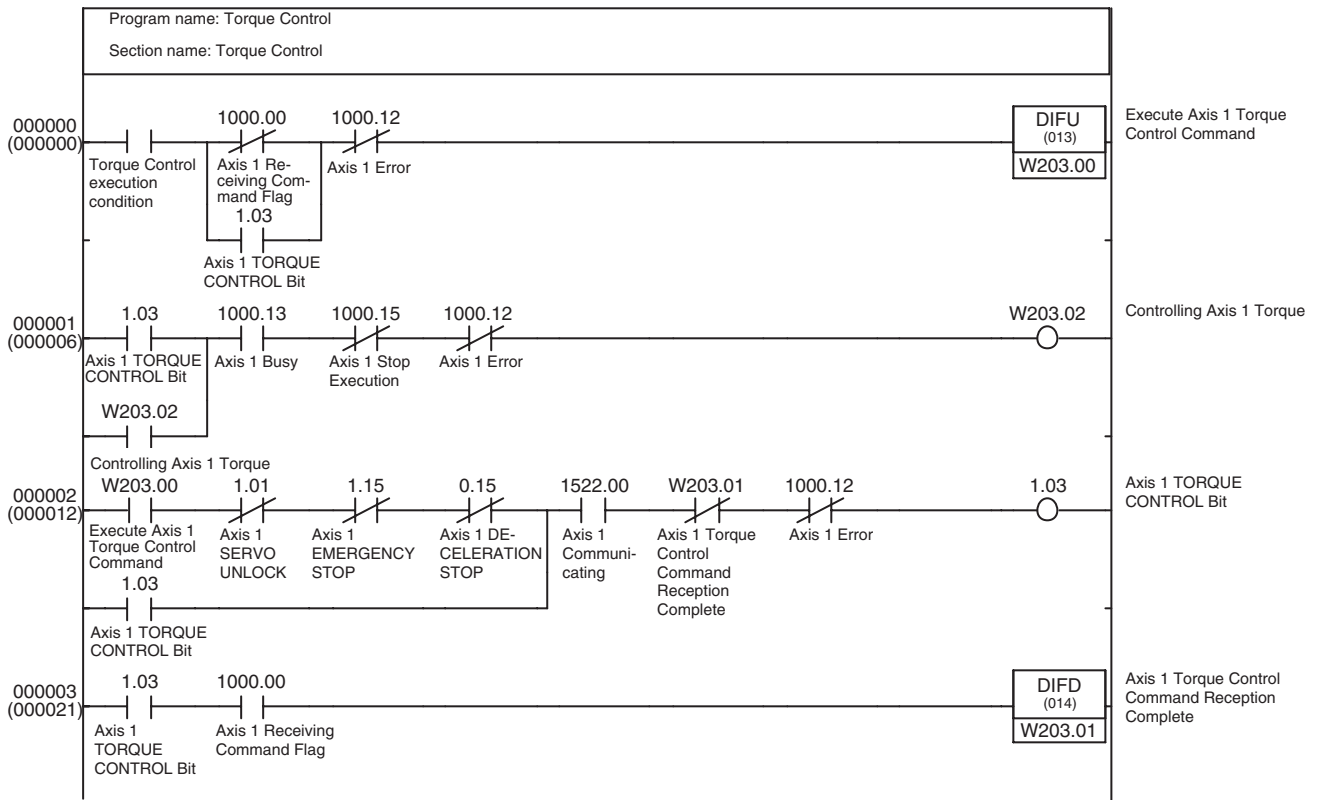 Program name: Torque Control
Section name: Torque Control
000000
(000000)
1000.00
1000.12
DIFU
(013)
W203.00
Execute Axis 1 Torque
Control Command
Torque Control
execution
condition
Axis 1 Re-
ceiving Com-
mand Flag
Axis 1 Error
1.03
Axis 1 TORQUE
CONTROL Bit
000001
(000006)
1.03
1000.13
1000.15
1000.12
W203.02
Controlling Axis 1 Torque
Axis 1 TORQUE
CONTROL Bit
Axis 1 Busy
Axis 1 Stop
Execution
Axis 1 Error
W203.02
Controlling Axis 1 Torque
000002
(000012)
W203.00
1.01
1.15
0.15
1522.00
W203.01
1000.12
1.03
Axis 1 TORQUE
CONTROL Bit
Execute Axis 1
Torque Control
Command
Axis 1
SERVO
UNLOCK
Axis 1
EMERGENCY
STOP
Axis 1 DE-
CELERATION
STOP
Axis 1
Communi-
cating
Axis 1 Torque
Control
Command
Reception
Complete
Axis 1 Error
1.03
Axis 1 TORQUE
CONTROL Bit
000003
(000021)
1.03
1000.00
DIFD
(014)
W203.01
Axis 1 Torque Control
Command Reception
Complete
Axis 1
TORQUE
CONTROL Bit
Axis 1 Receiving
Command Flag